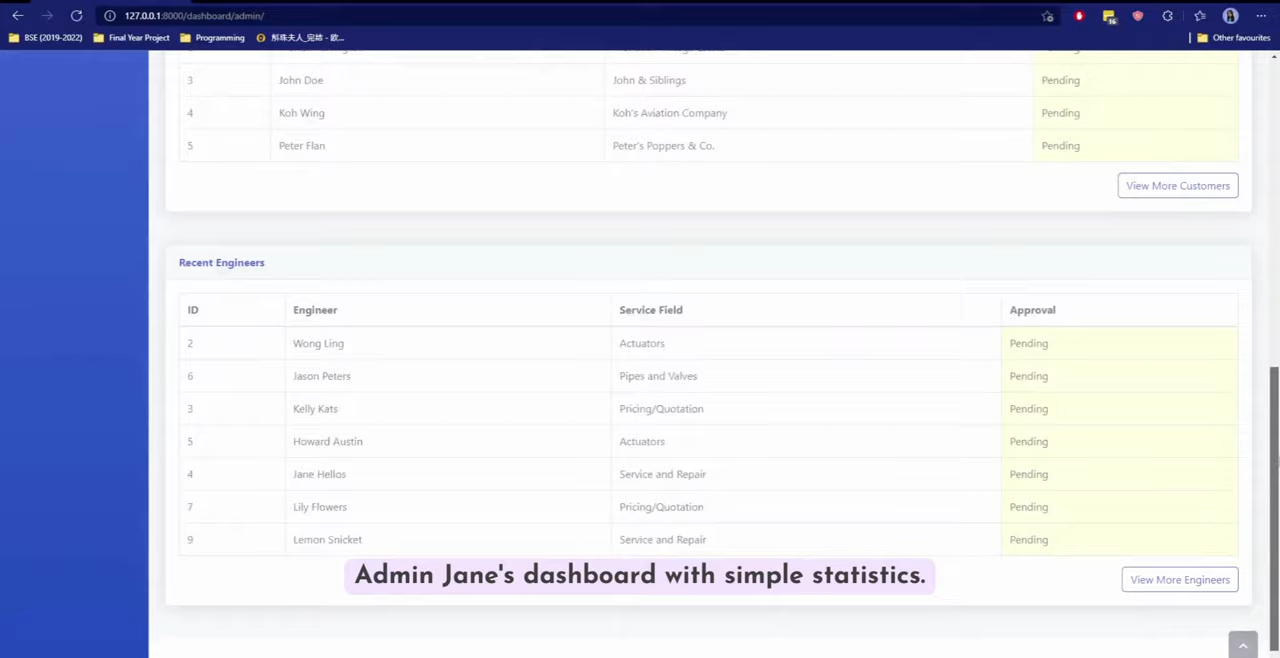 127.0.0.1:8000/dashboard/admin/
16
BSE (2019-2022) Final Year Project Programming Other favourites
3 John Doe John & Siblings Pending
4 Koh Wing Koh's Aviation Company Pending
5 Peter Flan Peter's Poppers & Co. Pending
View More Customers
Recent Engineers
ID Engineer Service Field Approval
2 Wong Ling Actuators Pending
6 Jason Peters Pipes and Valves Pending
3 Kelly Kats Pricing/Quotation Pending
5 Howard Austin Actuators Pending
4 Jane Hellos Service and Repair Pending
7 Lily Flowers Pricing/Quotation Pending
9 Lemon Snicket Service and Repair Pending
Admin Jane's dashboard with simple statistics.
View More Engineers